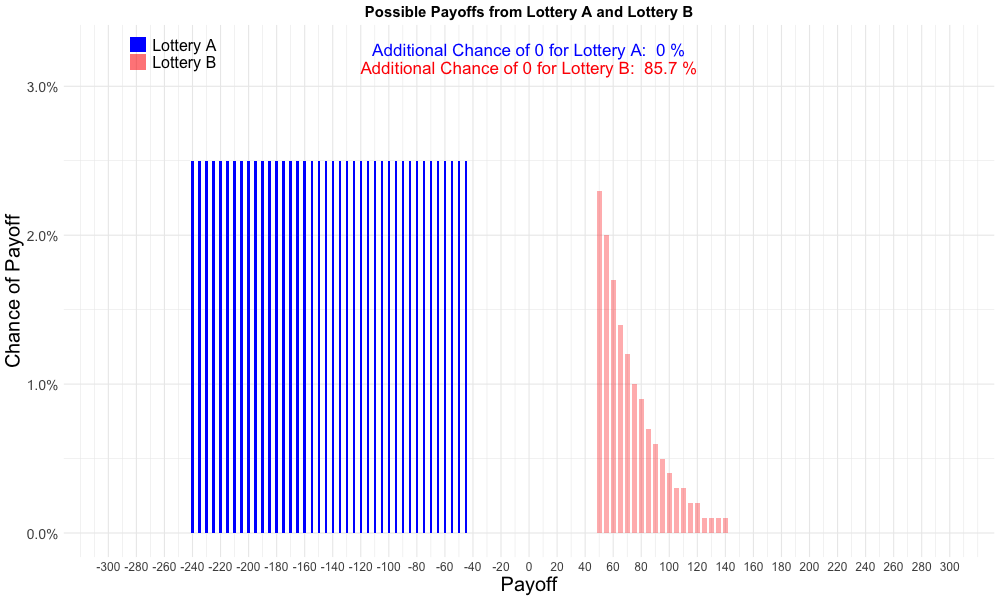 Possible Payoffs from Lottery A and Lottery B
Lottery A
Lottery B
Additional Chance of 0 for Lottery A:  0 %
Additional Chance of 0 for Lottery B:  85.7 %
3.0%
2.0%
1.0%
0.0%
Chance of Payoff
-300 -280 -260 -240 -220 -200 -180 -160 -140 -120 -100 -80 -60 -40 -20 0 20 40 60 80 100 120 140 160 180 200 220 240 260 280 300
Payoff